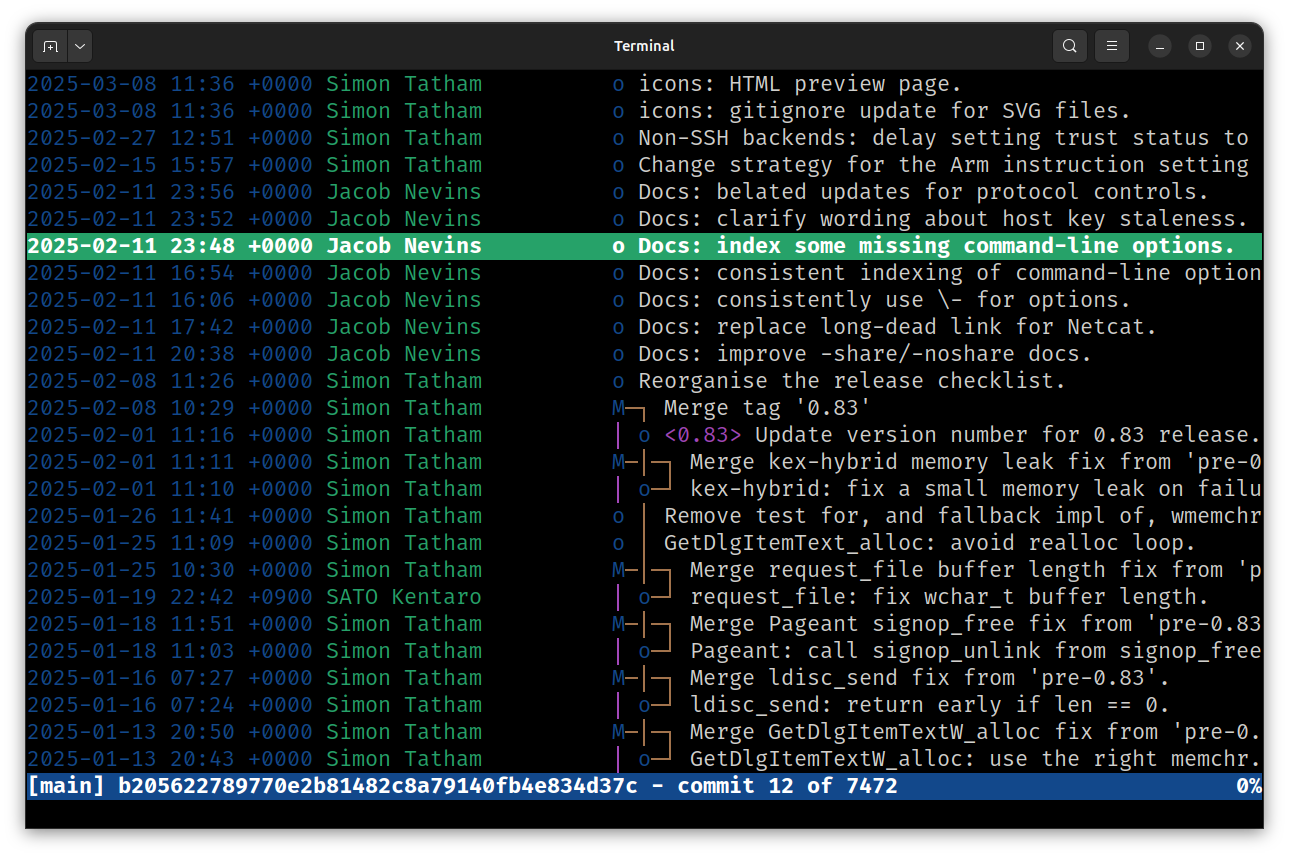 Terminal
2025-03-08 11:36 +0000 Simon Tatham o icons: HTML preview page.
2025-03-08 11:36 +0000 Simon Tatham o icons: gitignore update for SVG files.
2025-02-27 12:51 +0000 Simon Tatham o Non-SSH backends: delay setting trust status to
2025-02-15 15:57 +0000 Simon Tatham o Change strategy for the Arm instruction setting
2025-02-11 23:56 +0000 Jacob Nevins o Docs: belated updates for protocol controls.
2025-02-11 23:52 +0000 Jacob Nevins o Docs: clarify wording about host key staleness.
2025-02-11 23:48 +0000 Jacob Nevins o Docs: index some missing command-line options.
2025-02-11 16:54 +0000 Jacob Nevins o Docs: consistent indexing of command-line option
2025-02-11 16:06 +0000 Jacob Nevins o Docs: consistently use \- for options.
2025-02-11 17:42 +0000 Jacob Nevins o Docs: replace long-dead link for Netcat.
2025-02-11 20:38 +0000 Jacob Nevins o Docs: improve -share/-noshare docs.
2025-02-08 11:26 +0000 Simon Tatham o Reorganise the release checklist.
2025-02-08 10:29 +0000 Simon Tatham M─┐ Merge tag '0.83'
2025-02-01 11:16 +0000 Simon Tatham │ o <0.83> Update version number for 0.83 release.
2025-02-01 11:11 +0000 Simon Tatham M─│─┐ Merge kex-hybrid memory leak fix from 'pre-0
2025-02-01 11:10 +0000 Simon Tatham │ o─┘ kex-hybrid: fix a small memory leak on failu
2025-01-26 11:41 +0000 Simon Tatham o │ Remove test for, and fallback impl of, wmemchr
2025-01-25 11:09 +0000 Simon Tatham o │ GetDlgItemText_alloc: avoid realloc loop.
2025-01-25 10:30 +0000 Simon Tatham M─│─┐ Merge request_file buffer length fix from 'p
2025-01-19 22:42 +0900 SATO Kentaro │ o─┘ request_file: fix wchar_t buffer length.
2025-01-18 11:51 +0000 Simon Tatham M─│─┐ Merge Pageant signop_free fix from 'pre-0.83
2025-01-18 11:03 +0000 Simon Tatham │ o─┘ Pageant: call signop_unlink from signop_free
2025-01-16 07:27 +0000 Simon Tatham M─│─┐ Merge ldisc_send fix from 'pre-0.83'.
2025-01-16 07:24 +0000 Simon Tatham │ o─┘ ldisc_send: return early if len == 0.
2025-01-13 20:50 +0000 Simon Tatham M─│─┐ Merge GetDlgItemTextW_alloc fix from 'pre-0.
2025-01-13 20:43 +0000 Simon Tatham │ o─┘ GetDlgItemTextW_alloc: use the right memchr.
[main] b205622789770e2b81482c8a79140fb4e834d37c - commit 12 of 7472 0%